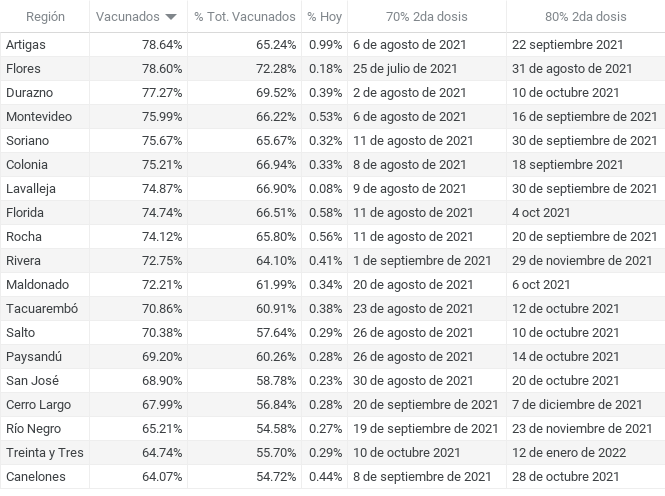 Región Vacunados % Tot. Vacunados % Hoy 70% 2da dosis 80% 2da dosis
Artigas 78.64% 65.24% 0.99% 6 de agosto de 2021 22 septiembre 2021
Flores 78.60% 72.28% 0.18% 25 de julio de 2021 31 de agosto de 2021
Durazno 77.27% 69.52% 0.39% 2 de agosto de 2021 10 de octubre 2021
Montevideo 75.99% 66.22% 0.53% 6 de agosto de 2021 16 de septiembre de 2021
Soriano 75.67% 65.67% 0.32% 11 de agosto de 2021 30 de septiembre de 2021
Colonia 75.21% 66.94% 0.33% 8 de agosto de 2021 18 septiembre 2021
Lavalleja 74.87% 66.90% 0.08% 9 de agosto de 2021 30 de septiembre de 2021
Florida 74.74% 66.51% 0.58% 11 de agosto de 2021 4 oct 2021
Rocha 74.12% 65.80% 0.56% 11 de agosto de 2021 20 de septiembre de 2021
Rivera 72.75% 64.10% 0.41% 1 de septiembre de 2021 29 de noviembre de 2021
Maldonado 72.21% 61.99% 0.34% 20 de agosto de 2021 6 oct 2021
Tacuarembó 70.86% 60.91% 0.38% 23 de agosto de 2021 12 de octubre 2021
Salto 70.38% 57.64% 0.29% 26 de agosto de 2021 10 de octubre 2021
Paysandú 69.20% 60.26% 0.28% 26 de agosto de 2021 14 de octubre 2021
San José 68.90% 58.78% 0.23% 30 de agosto de 2021 20 de octubre 2021
Cerro Largo 67.99% 56.84% 0.28% 20 de septiembre de 2021 7 de diciembre de 2021
Río Negro 65.21% 54.58% 0.27% 19 de septiembre de 2021 23 de noviembre de 2021
Treinta y Tres 64.74% 55.70% 0.29% 10 de octubre 2021 12 de enero de 2022
Canelones 64.07% 54.72% 0.44% 8 de septiembre de 2021 28 de octubre 2021